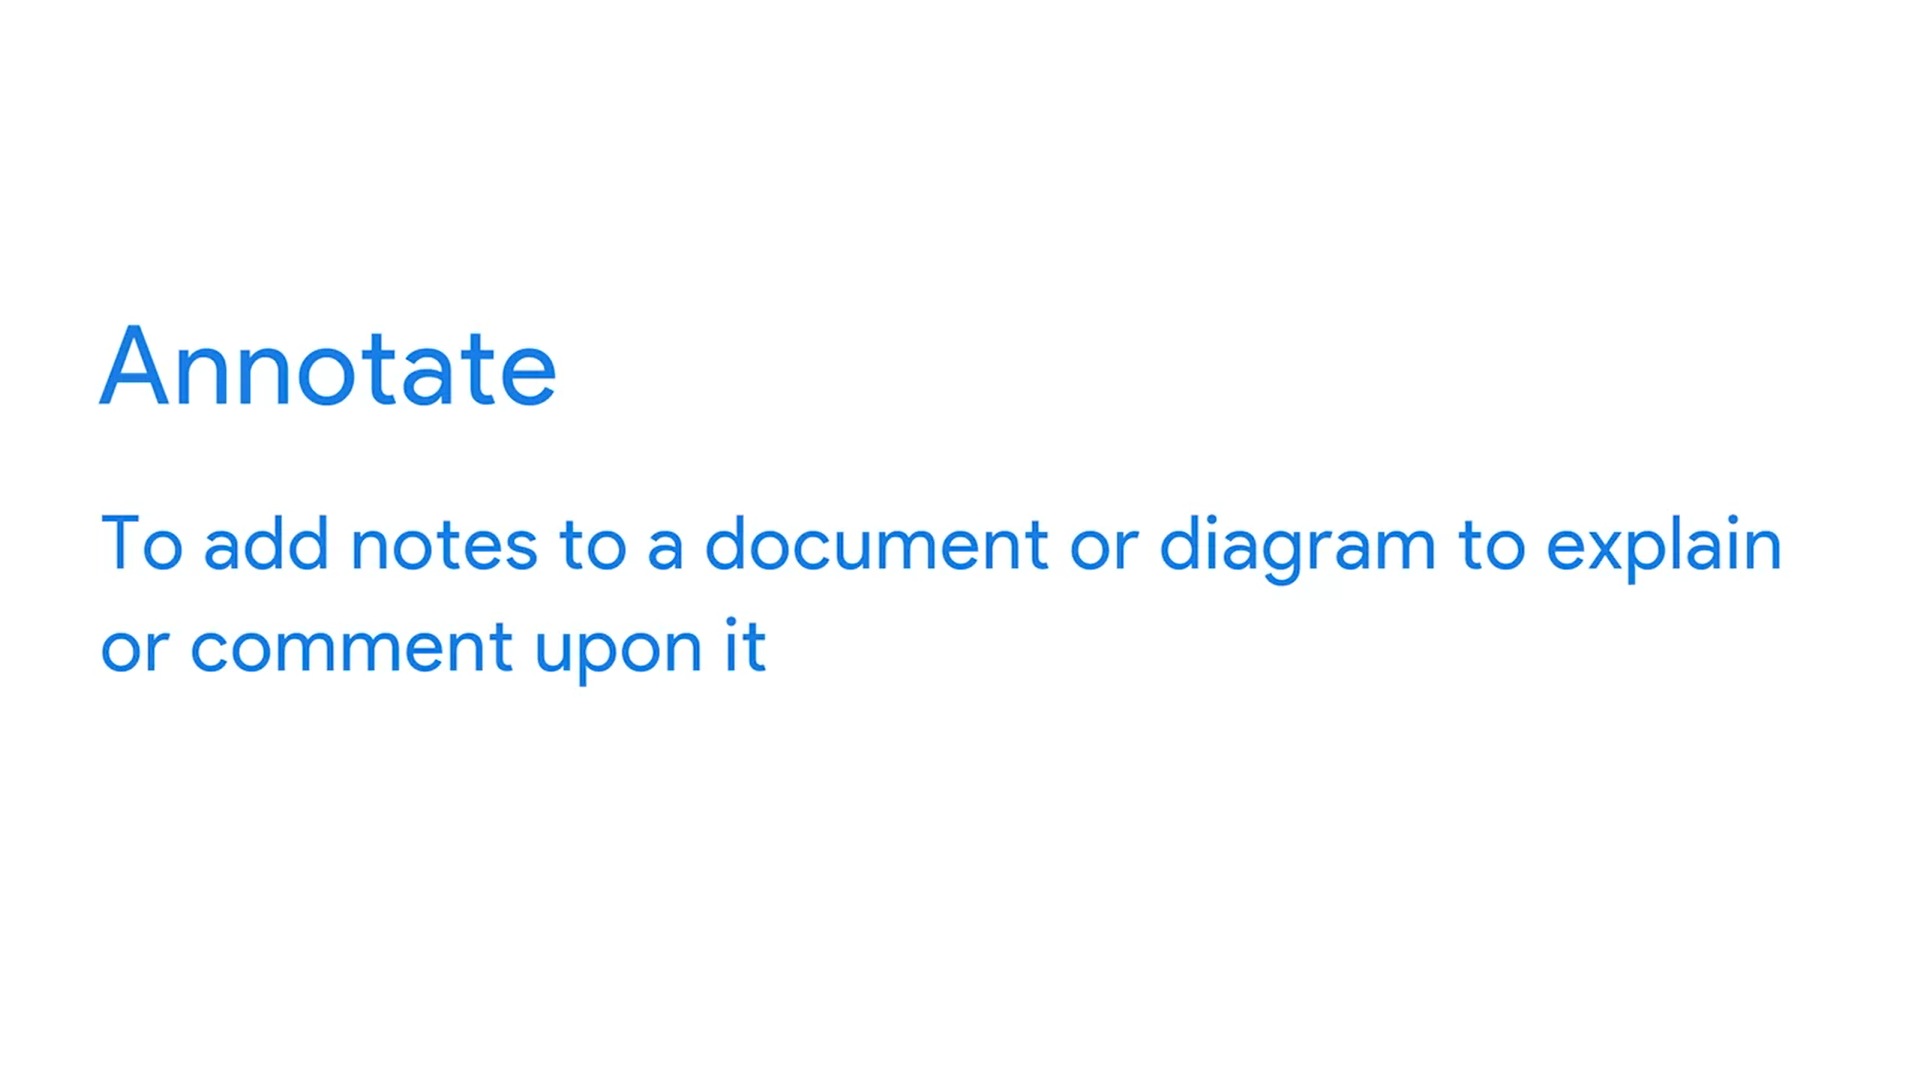 Annotate
To add notes to a document or diagram to explain
or comment upon it